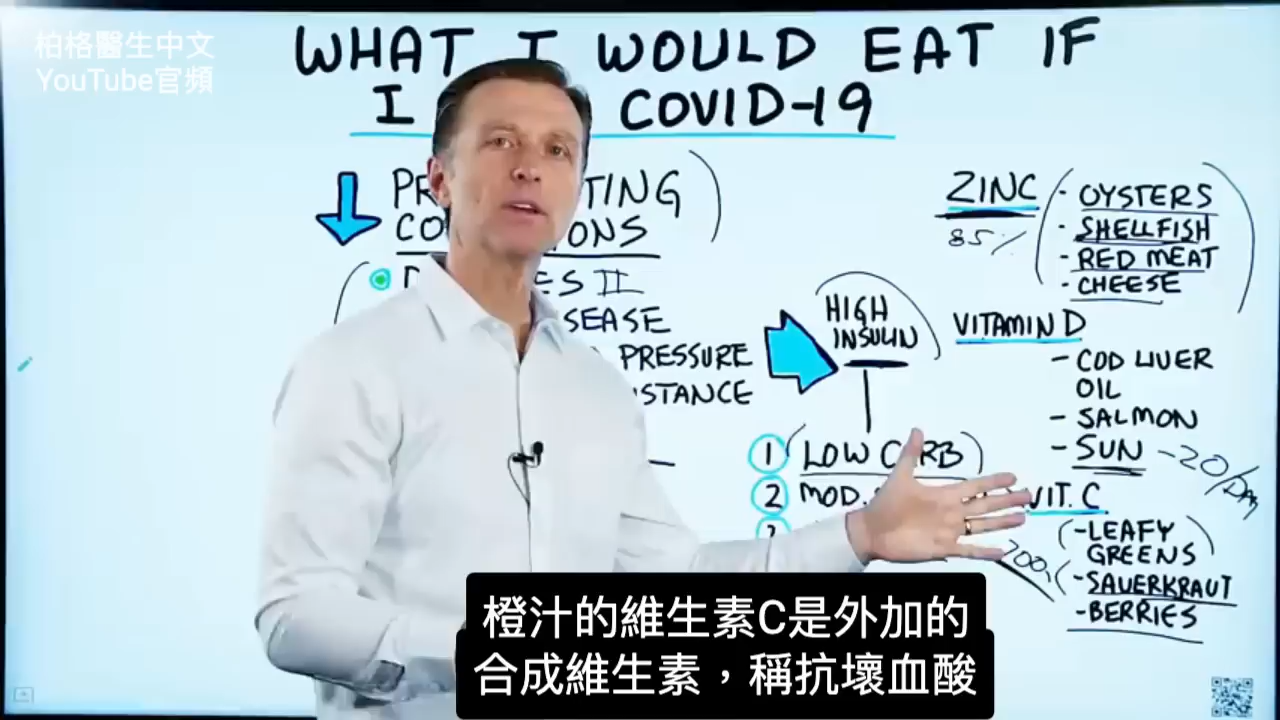 柏格醫生中文
YouTube官頻
WHAT I WOULD EAT IF
I COVID-19
ZINC
85%
- OYSTERS
- SHELLFISH
- RED MEAT
- CHEESE
HIGH
INSULIN
VITAMIN D
- COD LIVER
OIL
- SALMON
- SUN -20/DAY
PRESSURE
1 LOW CARB
2 MOD.
VIT. C
- LEAFY
GREENS
- SAUERKRAUT
- BERRIES
橙汁的維生素C是外加的
合成維生素，稱抗壞血酸